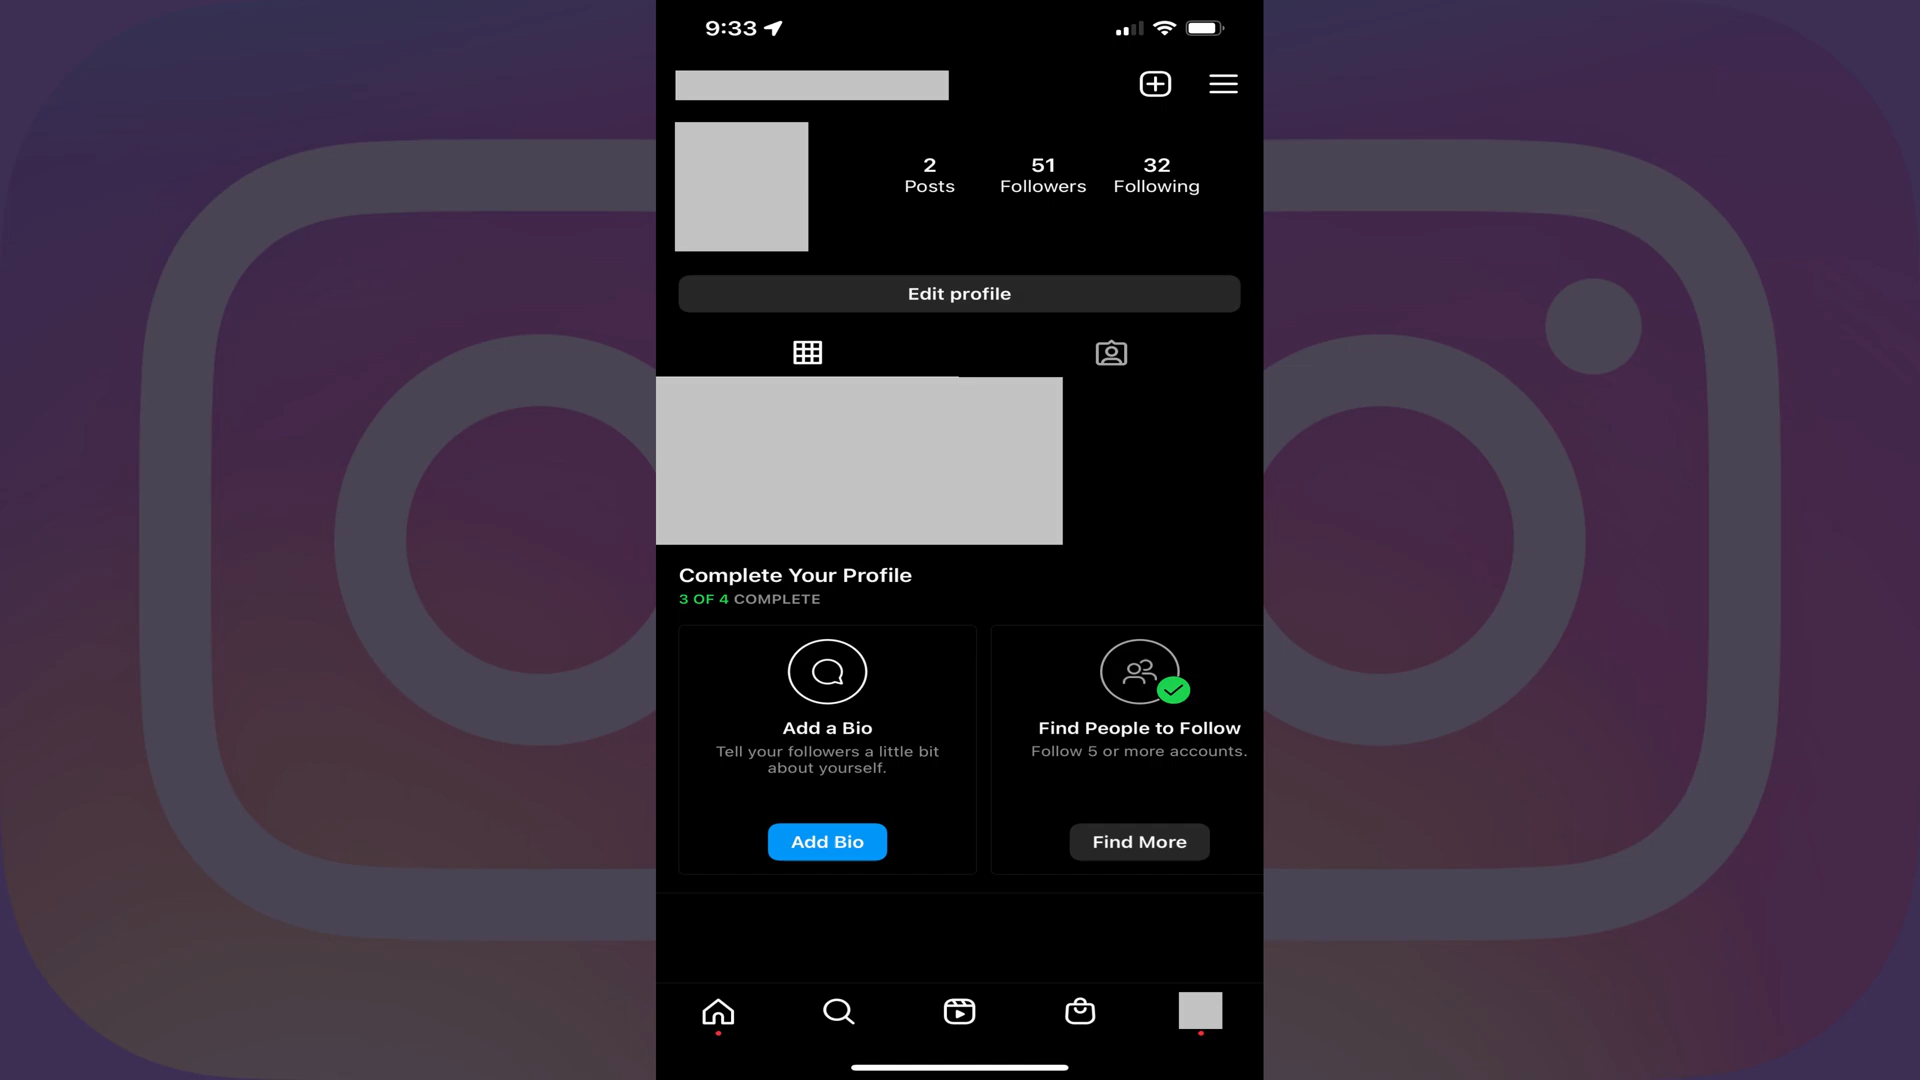 9:33
2 51 32
Posts Followers Following
Edit profile
Complete Your Profile
3 OF 4 COMPLETE
Add a Bio
Tell your followers a little bit
about yourself.
Add Bio
Find People to Follow
Follow 5 or more accounts.
Find More